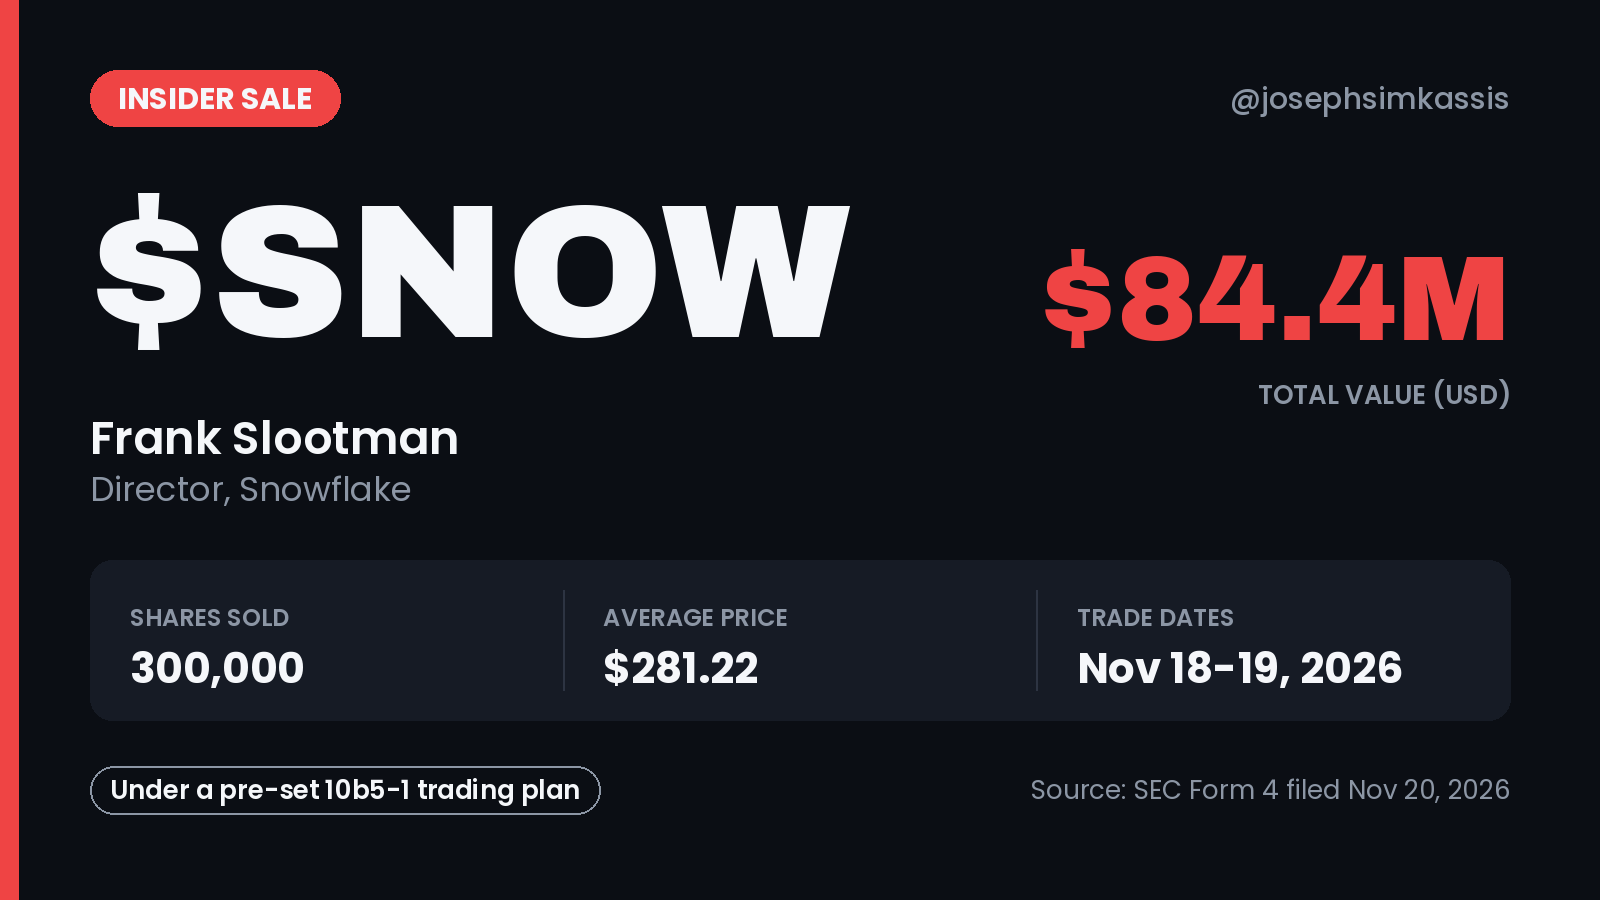 INSIDER SALE
@josephsimkassis
$SNOW
$84.4M
TOTAL VALUE (USD)
Frank Slootman
Director, Snowflake
SHARES SOLD
300,000
AVERAGE PRICE
$281.22
TRADE DATES
Nov 18-19, 2026
Under a pre-set 10b5-1 trading plan
Source: SEC Form 4 filed Nov 20, 2026